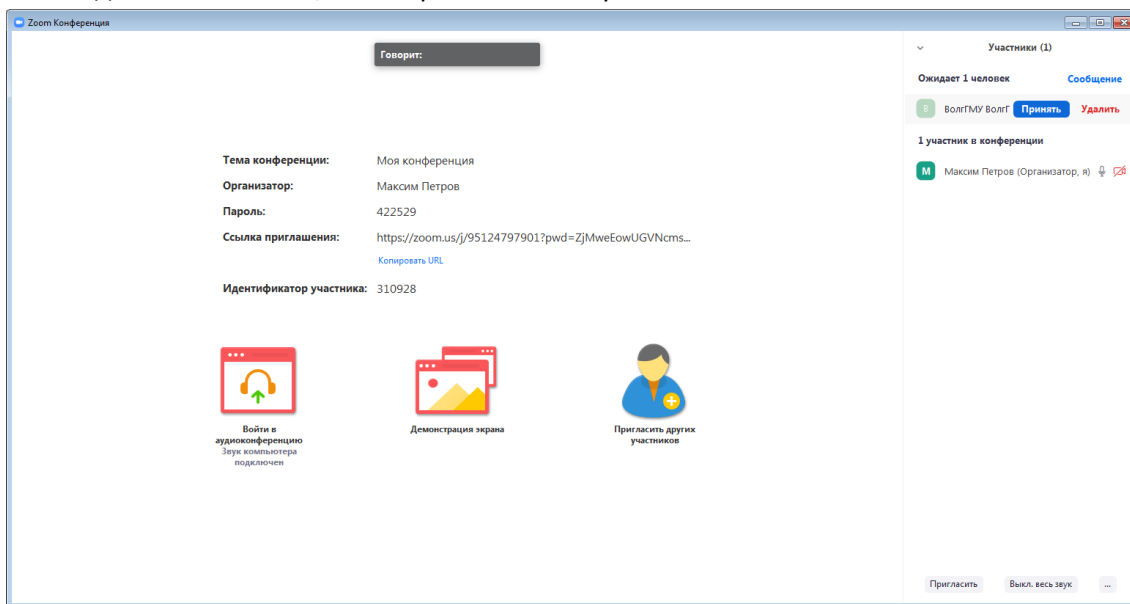 Zoom Конференция
Говорит:
Тема конференции: Моя конференция
Организатор: Максим Петров
Пароль: 422529
Ссылка приглашения: https://zoom.us/j/95124797901?pwd=ZjMweEowUGVNcms...
Копировать URL
Идентификатор участника: 310928
Войти в
аудиоконференцию
Звук компьютера
подключен
Демонстрация экрана
Пригласить других
участников
Участники (1)
Ожидает 1 человек Сообщение
В ВолгГМУ ВолгГ Принять Удалить
1 участник в конференции
М Максим Петров (Организатор, я)
Пригласить Выкл. весь звук ...